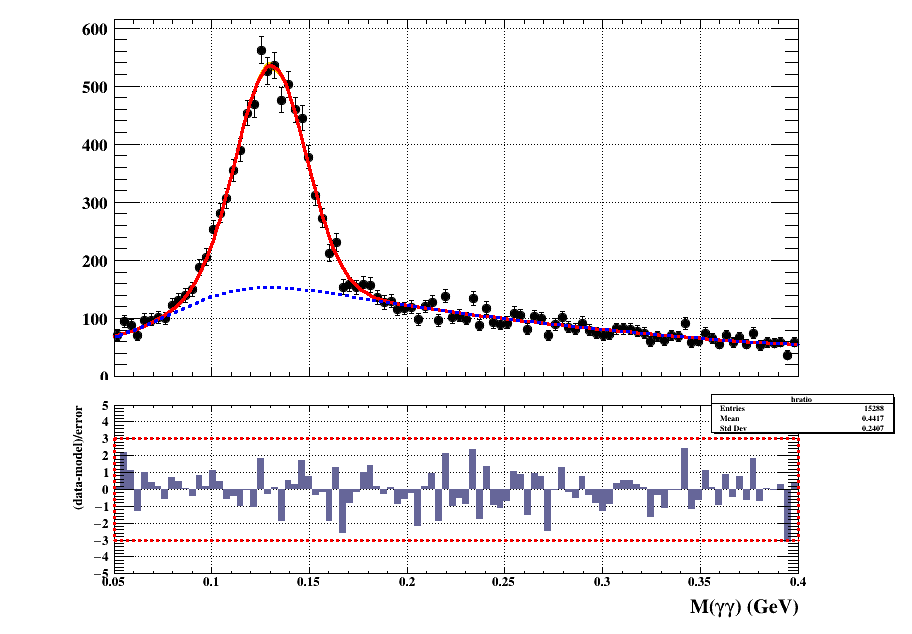 600
500
400
300
200
100
0
(data-model)/error
5
4
3
2
1
0
−1
−2
−3
−4
−5
hratio
Entries 15288
Mean 0.4417
Std Dev 0.2407
0.05 0.1 0.15 0.2 0.25 0.3 0.35 0.4
M(γγ) (GeV)